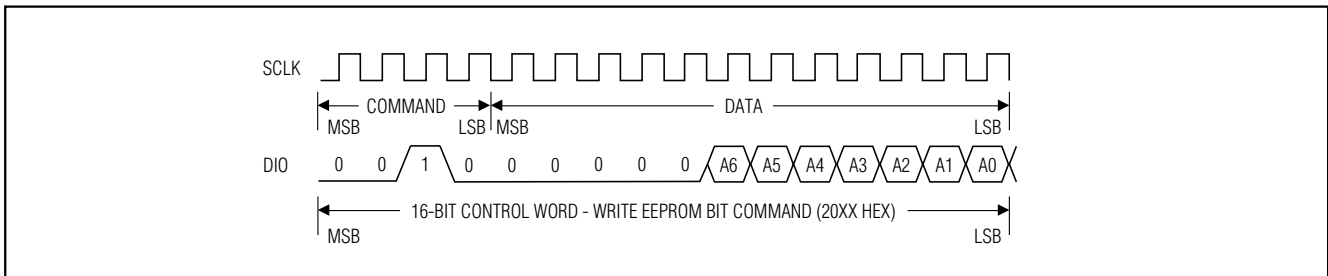 SCLK
COMMAND DATA
MSB LSB MSB LSB
DIO 0 0 1 0 0 0 0 0 0 A6 A5 A4 A3 A2 A1 A0
16-BIT CONTROL WORD - WRITE EEPROM BIT COMMAND (20XX HEX)
MSB LSB